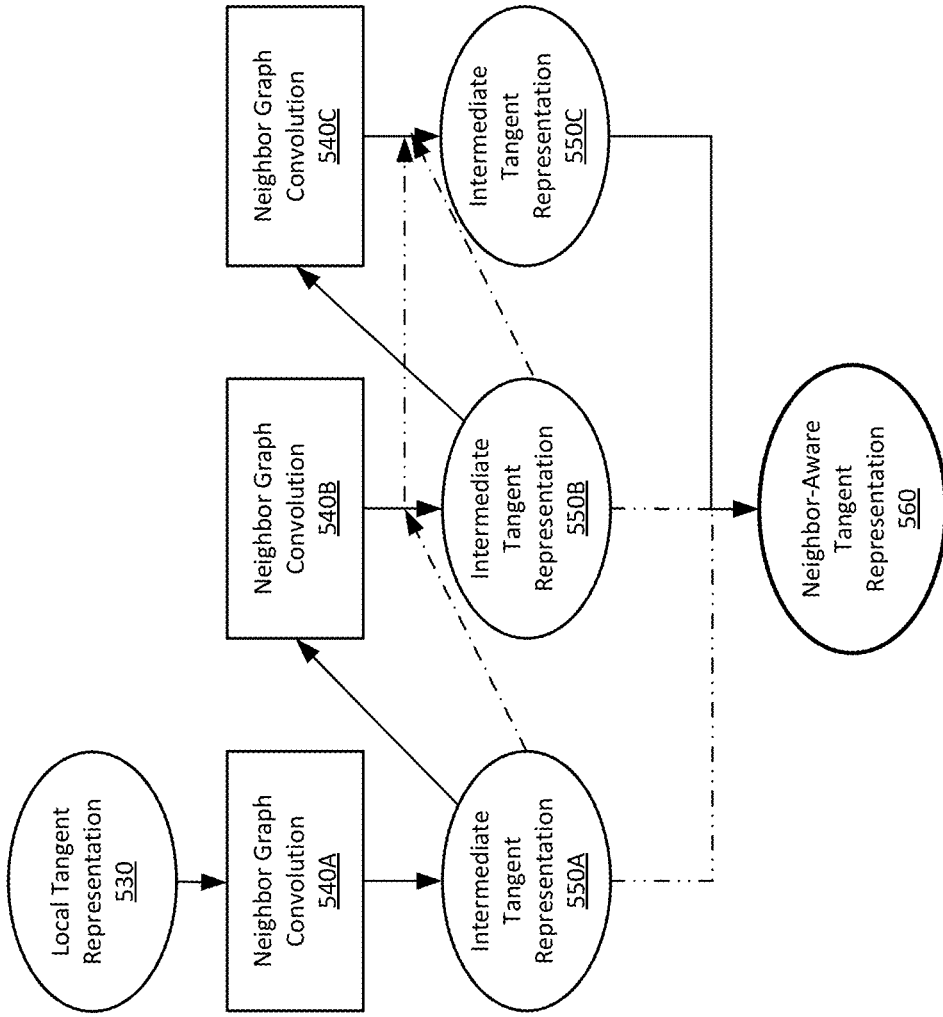 Local Tangent
Representation
530
Neighbor Graph
Convolution
540A
Intermediate
Tangent
Representation
550A
Neighbor Graph
Convolution
540B
Intermediate
Tangent
Representation
550B
Neighbor Graph
Convolution
540C
Intermediate
Tangent
Representation
550C
Neighbor-Aware
Tangent
Representation
560